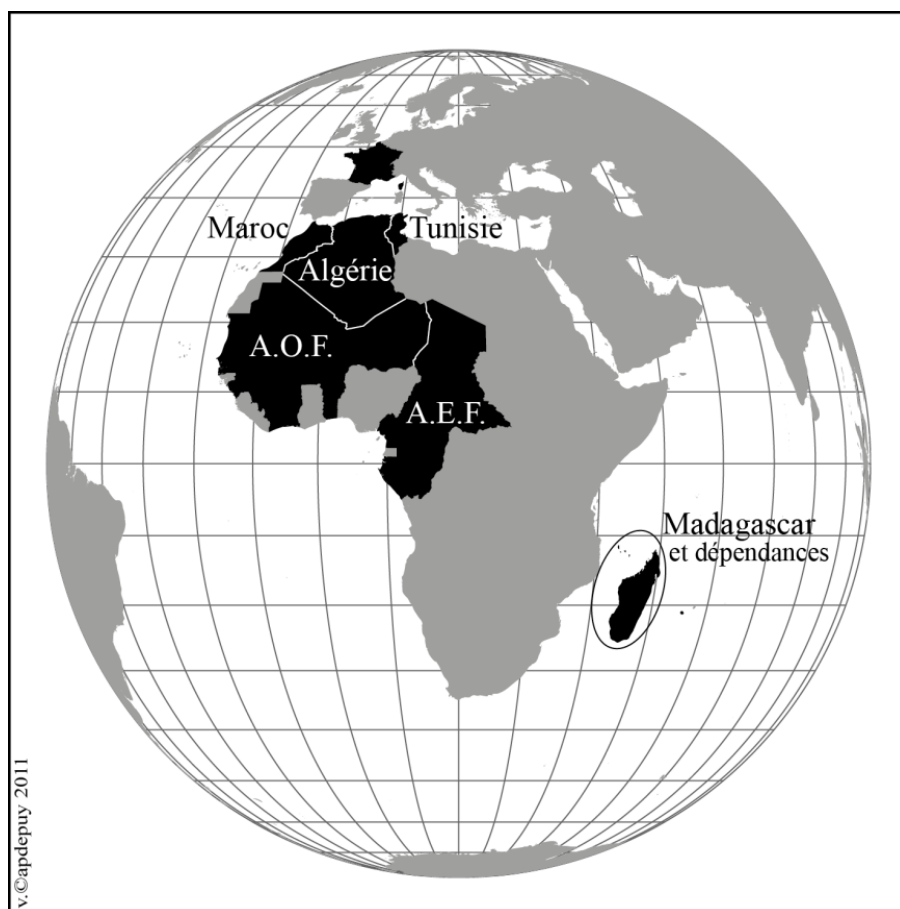 Maroc
Tunisie
Algérie
A.O.F.
A.E.F.
Madagascar
et dépendances
v.©apdepuy 2011